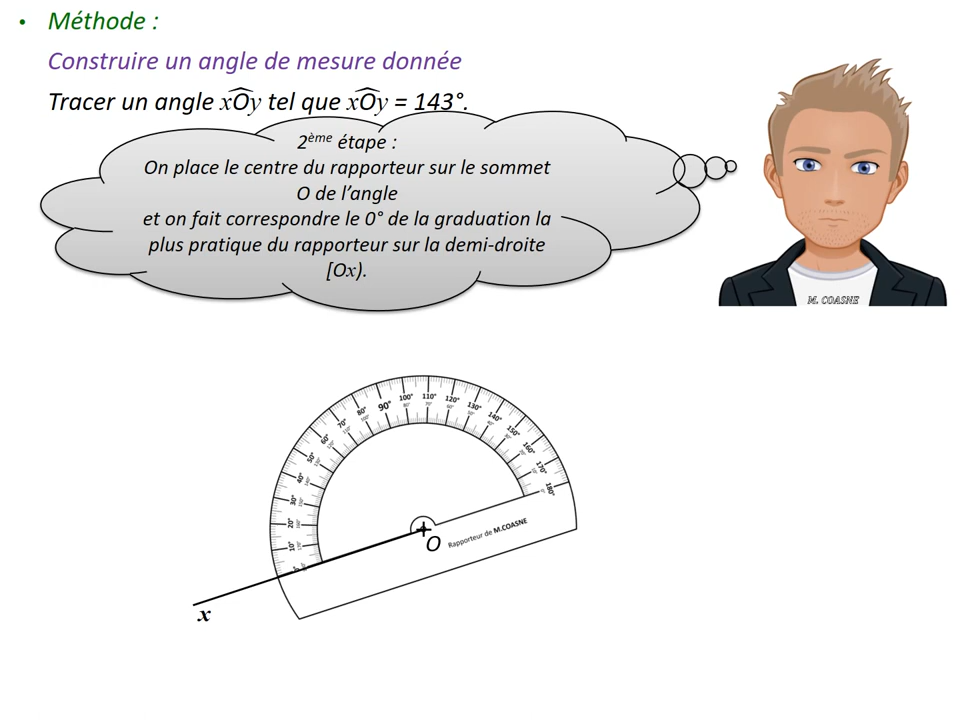 • Méthode :
Construire un angle de mesure donnée
Tracer un angle xOy tel que xOy = 143°.
2ème étape :
On place le centre du rapporteur sur le sommet
O de l'angle
et on fait correspondre le 0° de la graduation la
plus pratique du rapporteur sur la demi-droite
[Ox).
M. COASNE
10° 20° 30° 40° 50° 60° 70° 80° 90° 100° 110° 120° 130° 140° 150° 160° 170° 180°
O
Rapporteur de M.COASNE
x